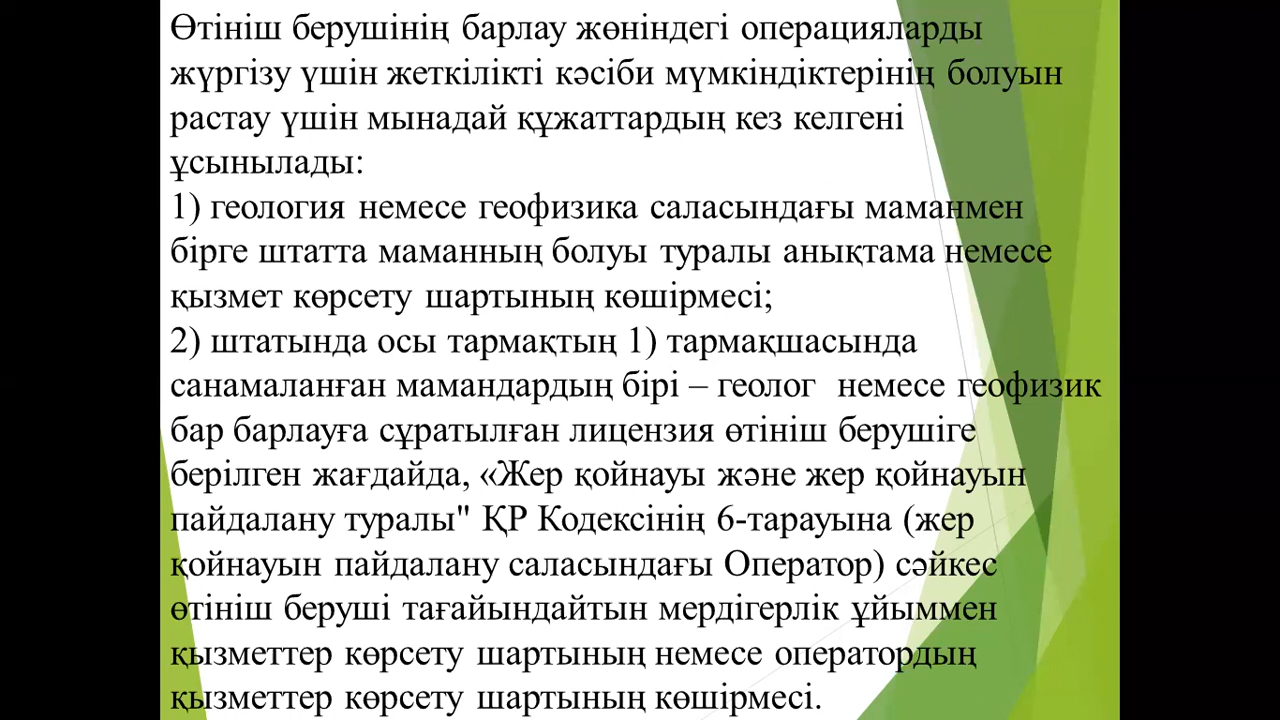 Өтініш берушінің барлау жөніндегі операцияларды
жүргізу үшін жеткілікті кәсіби мүмкіндіктерінің болуын
растау үшін мынадай құжаттардың кез келгені
ұсынылады:
1) геология немесе геофизика саласындағы маманмен
бірге штатта маманның болуы туралы анықтама немесе
қызмет көрсету шартының көшірмесі;
2) штатында осы тармақтың 1) тармақшасында
санамаланған мамандардың бірі – геолог  немесе геофизик
бар барлауға сұратылған лицензия өтініш берушіге
берілген жағдайда, «Жер қойнауы және жер қойнауын
пайдалану туралы" ҚР Кодексінің 6-тарауына (жер
қойнауын пайдалану саласындағы Оператор) сәйкес
өтініш беруші тағайындайтын мердігерлік ұйыммен
қызметтер көрсету шартының немесе оператордың
қызметтер көрсету шартының көшірмесі.